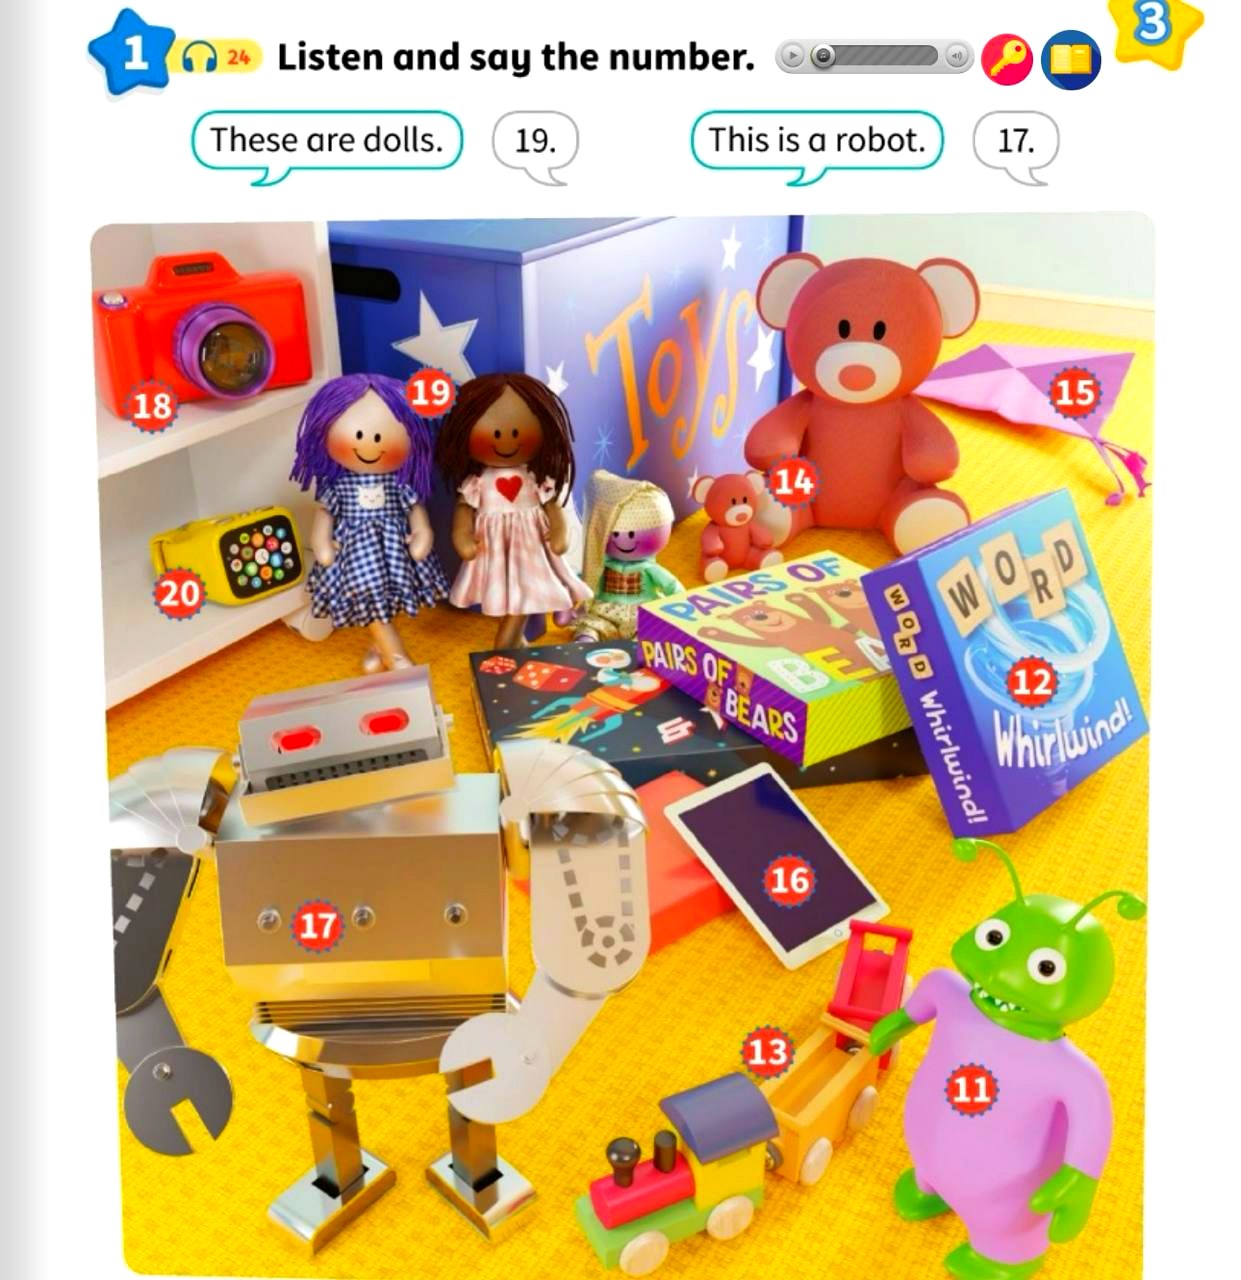 3
1 24 Listen and say the number.
These are dolls. 19. This is a robot. 17.
Toys
18
19
15
14
20
PAIRS OF
BEA
PAIRS OF
BEARS
WORD
Whirlwind!
WORD Whirlwind!
12
&
16
17
13
11